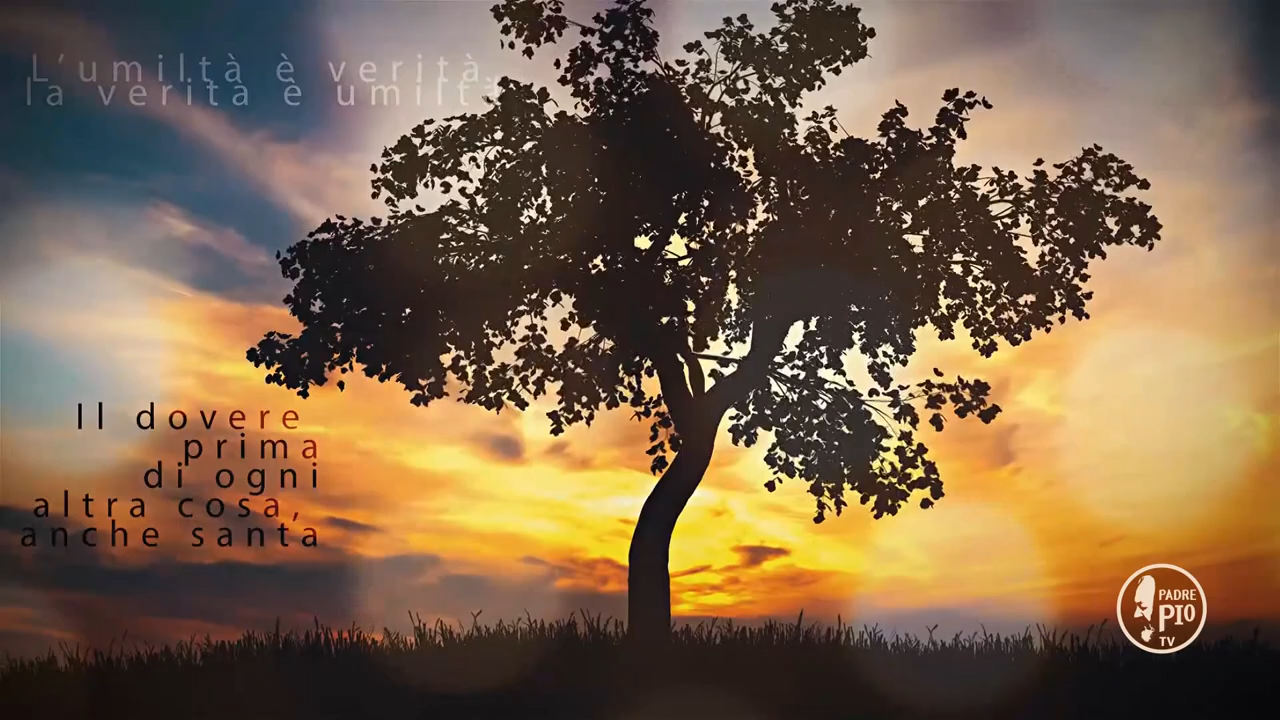 L'umiltà è verità,
la verità è umiltà
Il dovere
prima
di ogni
altra cosa,
anche santa
PADRE
PIO
TV